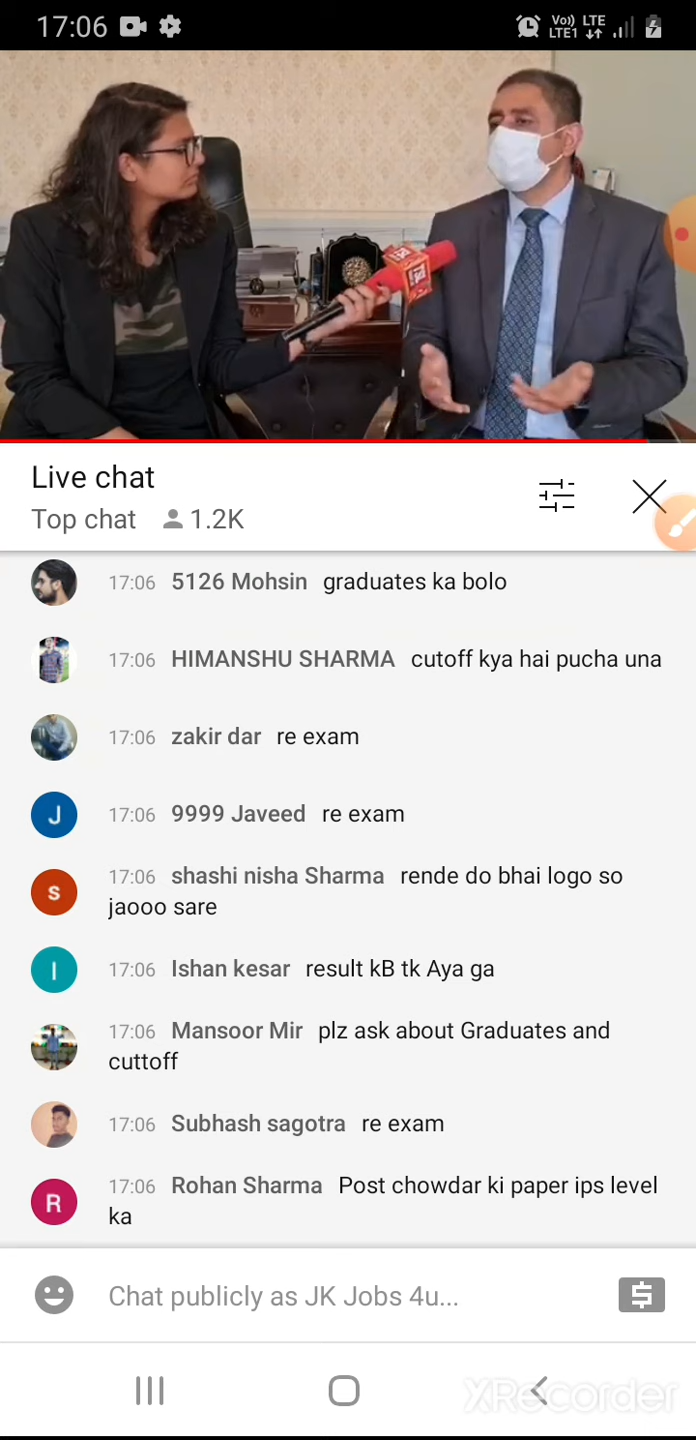 17:06
Vo)) LTE
LTE1
Live chat
Top chat 1.2K
17:06 5126 Mohsin graduates ka bolo
17:06 HIMANSHU SHARMA cutoff kya hai pucha una
17:06 zakir dar re exam
J 17:06 9999 Javeed re exam
s 17:06 shashi nisha Sharma rende do bhai logo so
jaooo sare
I 17:06 Ishan kesar result kB tk Aya ga
17:06 Mansoor Mir plz ask about Graduates and
cuttoff
17:06 Subhash sagotra re exam
R 17:06 Rohan Sharma Post chowdar ki paper ips level
ka
Chat publicly as JK Jobs 4u...
XRecorder